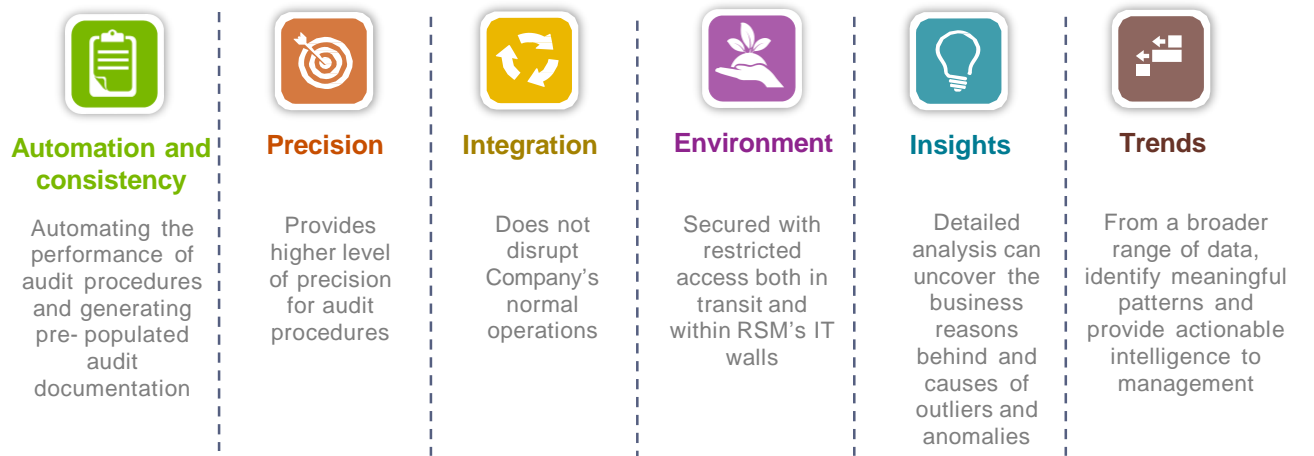 Automation and
consistency
Automating the
performance of
audit procedures
and generating
pre- populated
audit
documentation
Precision
Provides
higher level
of precision
for audit
procedures
Integration
Does not
disrupt
Company's
normal
operations
Environment
Secured with
restricted
access both in
transit and
within RSM's IT
walls
Insights
Detailed
analysis can
uncover the
business
reasons
behind and
causes of
outliers and
anomalies
Trends
From a broader
range of data,
identify meaningful
patterns and
provide actionable
intelligence to
management